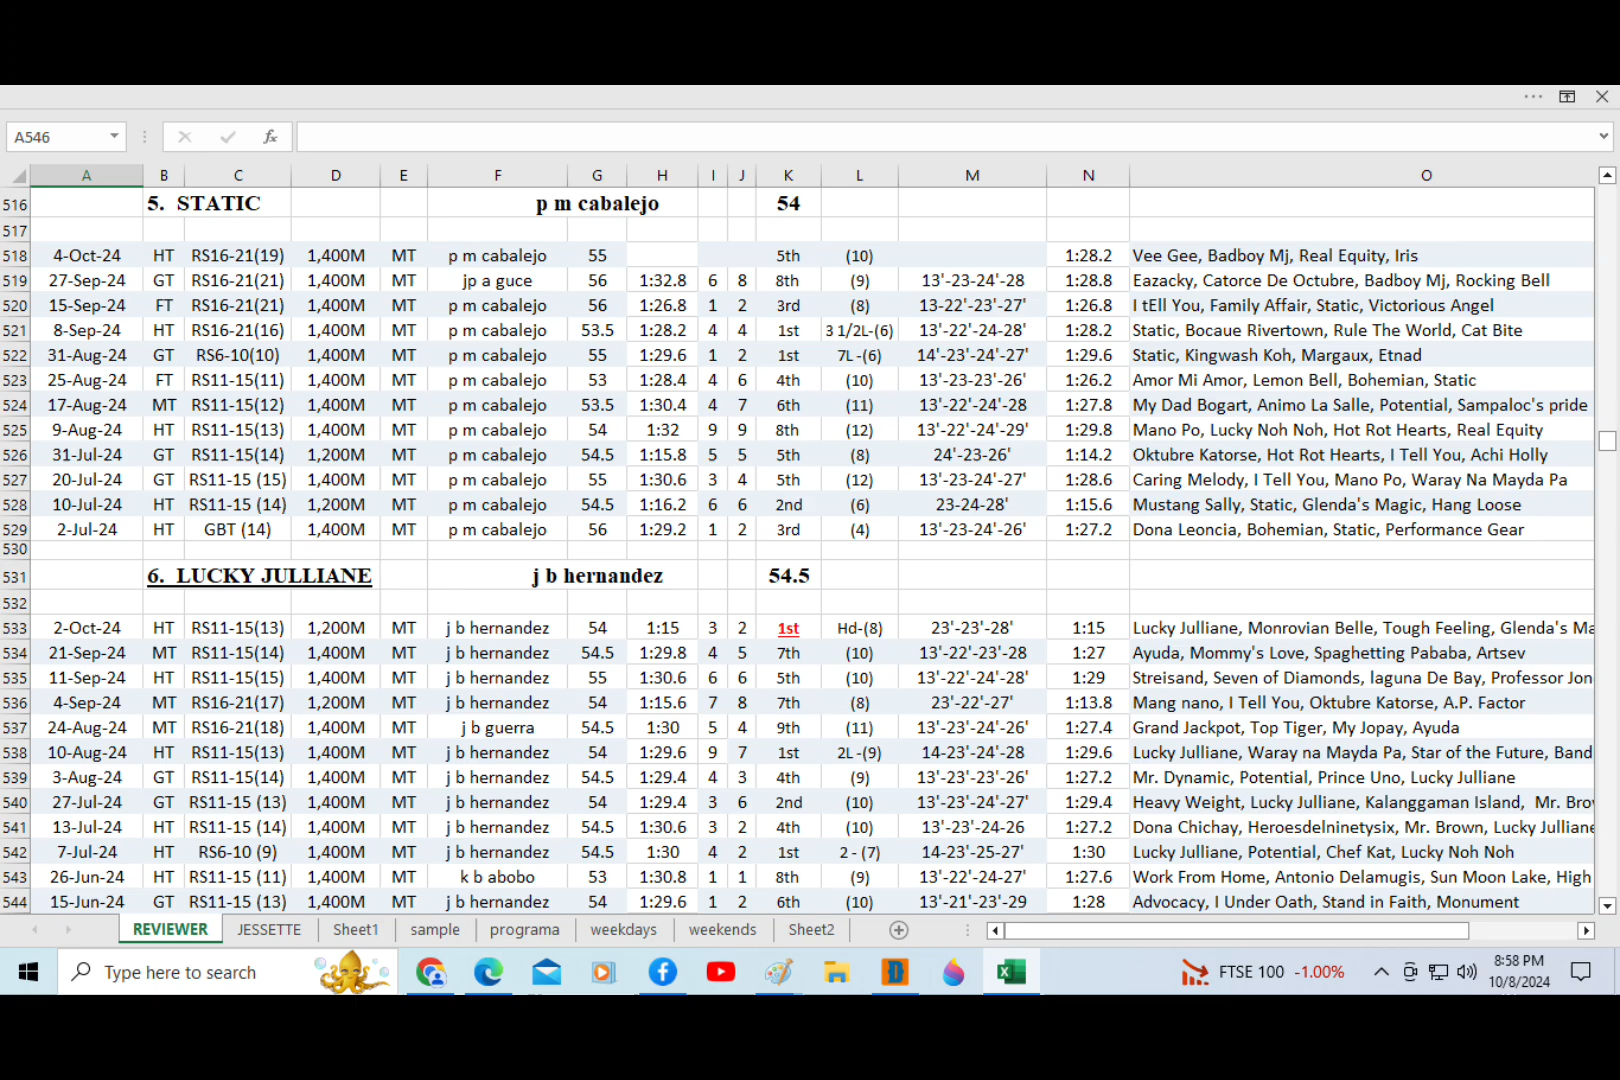 A546
fx
A B C D E F G H I J K L M N O
516 5. STATIC p m cabalejo 54
517
518 4-Oct-24 HT RS16-21(19) 1,400M MT p m cabalejo 55 5th (10) 1:28.2 Vee Gee, Badboy Mj, Real Equity, Iris
519 27-Sep-24 GT RS16-21(21) 1,400M MT jp a guce 56 1:32.8 6 8 8th (9) 13'-23-24'-28 1:28.8 Eazacky, Catorce De Octubre, Badboy Mj, Rocking Bell
520 15-Sep-24 FT RS16-21(21) 1,400M MT p m cabalejo 56 1:26.8 1 2 3rd (8) 13-22'-23'-27' 1:26.8 I tEll You, Family Affair, Static, Victorious Angel
521 8-Sep-24 HT RS16-21(16) 1,400M MT p m cabalejo 53.5 1:28.2 4 4 1st 3 1/2L-(6) 13'-22'-24-28' 1:28.2 Static, Bocaue Rivertown, Rule The World, Cat Bite
522 31-Aug-24 GT RS6-10(10) 1,400M MT p m cabalejo 55 1:29.6 1 2 1st 7L -(6) 14'-23'-24'-27' 1:29.6 Static, Kingwash Koh, Margaux, Etnad
523 25-Aug-24 FT RS11-15(11) 1,400M MT p m cabalejo 53 1:28.4 4 6 4th (10) 13'-23-23'-26' 1:26.2 Amor Mi Amor, Lemon Bell, Bohemian, Static
524 17-Aug-24 MT RS11-15(12) 1,400M MT p m cabalejo 53.5 1:30.4 4 7 6th (11) 13'-22'-24'-28 1:27.8 My Dad Bogart, Animo La Salle, Potential, Sampaloc's pride
525 9-Aug-24 HT RS11-15(13) 1,400M MT p m cabalejo 54 1:32 9 9 8th (12) 13'-22'-24'-29' 1:29.8 Mano Po, Lucky Noh Noh, Hot Rot Hearts, Real Equity
526 31-Jul-24 GT RS11-15(14) 1,200M MT p m cabalejo 54.5 1:15.8 5 5 5th (8) 24'-23-26' 1:14.2 Oktubre Katorse, Hot Rot Hearts, I Tell You, Achi Holly
527 20-Jul-24 GT RS11-15 (15) 1,400M MT p m cabalejo 55 1:30.6 3 4 5th (12) 13'-23-24'-27' 1:28.6 Caring Melody, I Tell You, Mano Po, Waray Na Mayda Pa
528 10-Jul-24 HT RS11-15 (14) 1,200M MT p m cabalejo 54.5 1:16.2 6 6 2nd (6) 23-24-28' 1:15.6 Mustang Sally, Static, Glenda's Magic, Hang Loose
529 2-Jul-24 HT GBT (14) 1,400M MT p m cabalejo 56 1:29.2 1 2 3rd (4) 13'-23-24'-26' 1:27.2 Dona Leoncia, Bohemian, Static, Performance Gear
530
531 6. LUCKY JULLIANE j b hernandez 54.5
532
533 2-Oct-24 HT RS11-15(13) 1,200M MT j b hernandez 54 1:15 3 2 1st Hd-(8) 23'-23'-28' 1:15 Lucky Julliane, Monrovian Belle, Tough Feeling, Glenda's Ma
534 21-Sep-24 MT RS11-15(14) 1,400M MT j b hernandez 54.5 1:29.8 4 5 7th (10) 13'-22'-23'-28 1:27 Ayuda, Mommy's Love, Spaghetting Pababa, Artsev
535 11-Sep-24 HT RS11-15(15) 1,400M MT j b hernandez 55 1:30.6 6 6 5th (10) 13'-22'-24'-28' 1:29 Streisand, Seven of Diamonds, laguna De Bay, Professor Jon
536 4-Sep-24 MT RS16-21(17) 1,200M MT j b hernandez 54 1:15.6 7 8 7th (8) 23'-22'-27' 1:13.8 Mang nano, I Tell You, Oktubre Katorse, A.P. Factor
537 24-Aug-24 MT RS16-21(18) 1,400M MT j b guerra 54.5 1:30 5 4 9th (11) 13'-23'-24-26' 1:27.4 Grand Jackpot, Top Tiger, My Jopay, Ayuda
538 10-Aug-24 HT RS11-15(13) 1,400M MT j b hernandez 54 1:29.6 9 7 1st 2L -(9) 14-23'-24'-28 1:29.6 Lucky Julliane, Waray na Mayda Pa, Star of the Future, Band
539 3-Aug-24 GT RS11-15(14) 1,400M MT j b hernandez 54.5 1:29.4 4 3 4th (9) 13'-23'-23'-26' 1:27.2 Mr. Dynamic, Potential, Prince Uno, Lucky Julliane
540 27-Jul-24 GT RS11-15 (13) 1,400M MT j b hernandez 54 1:29.4 3 6 2nd (10) 13'-23'-24'-27' 1:29.4 Heavy Weight, Lucky Julliane, Kalanggaman Island, Mr. Bro
541 13-Jul-24 HT RS11-15 (14) 1,400M MT j b hernandez 54.5 1:30.6 3 2 4th (10) 13'-23'-24-26 1:27.2 Dona Chichay, Heroesdelninetysix, Mr. Brown, Lucky Julliane
542 7-Jul-24 HT RS6-10 (9) 1,400M MT j b hernandez 54.5 1:30 4 2 1st 2 - (7) 14-23'-25-27' 1:30 Lucky Julliane, Potential, Chef Kat, Lucky Noh Noh
543 26-Jun-24 HT RS11-15 (11) 1,400M MT k b abobo 53 1:30.8 1 1 8th (9) 13'-22'-24-27' 1:27.6 Work From Home, Antonio Delamugis, Sun Moon Lake, High
544 15-Jun-24 GT RS11-15 (13) 1,400M MT j b hernandez 54 1:29.6 1 2 6th (10) 13'-21'-23'-29 1:28 Advocacy, I Under Oath, Stand in Faith, Monument
REVIEWER JESSETTE Sheet1 sample programa weekdays weekends Sheet2
Type here to search FTSE 100 -1.00% 8:58 PM
10/8/2024